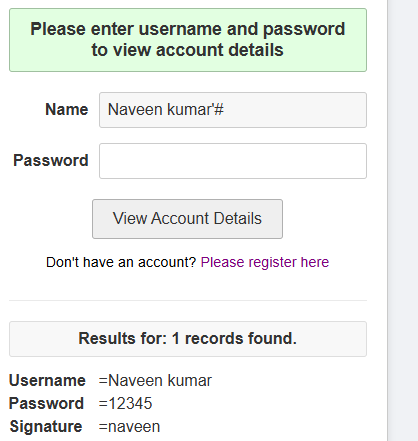 Please enter username and password
to view account details
Name
Naveen kumar'#
Password
View Account Details
Don't have an account? Please register here
Results for: 1 records found.
Username =Naveen kumar
Password =12345
Signature =naveen